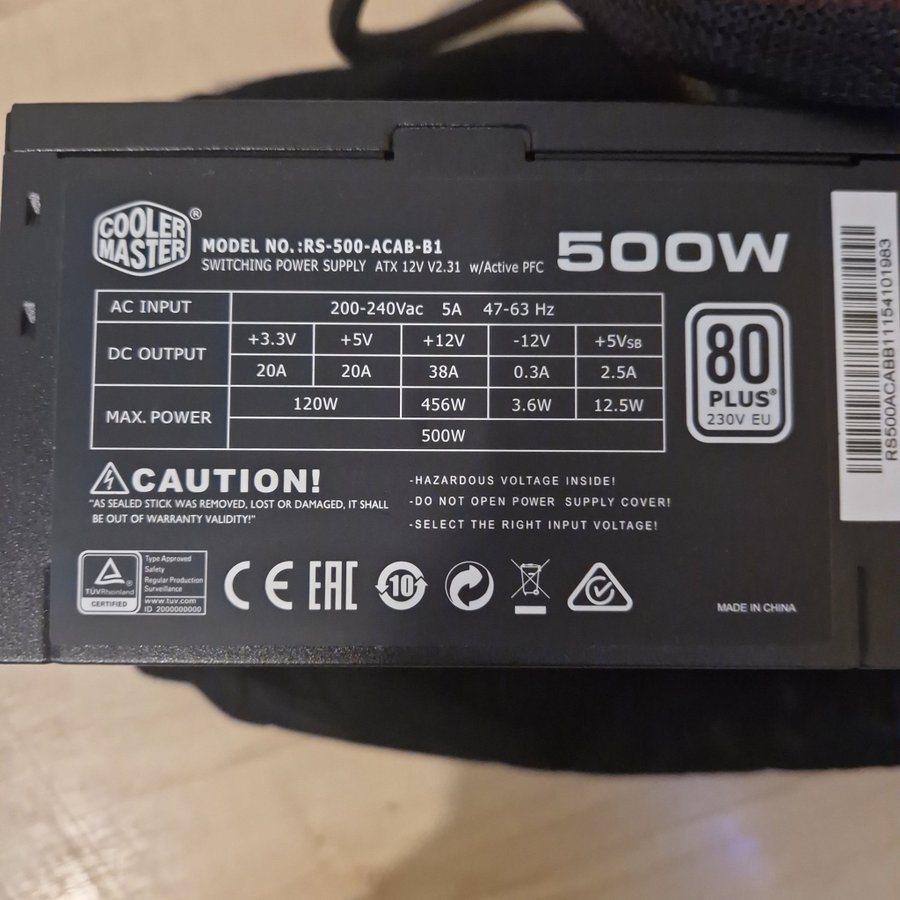 COOLER MASTER ®
MODEL NO.:RS-500-ACAB-B1
SWITCHING POWER SUPPLY ATX 12V V2.31 w/Active PFC
500W
AC INPUT 200-240Vac 5A 47-63 Hz
DC OUTPUT +3.3V +5V +12V -12V +5VSB
20A 20A 38A 0.3A 2.5A
MAX. POWER 120W 456W 3.6W 12.5W
500W
80
PLUS®
230V EU
RS500ACABB11154101983
CAUTION!
"AS SEALED STICK WAS REMOVED, LOST OR DAMAGED, IT SHALL
BE OUT OF WARRANTY VALIDITY!"
-HAZARDOUS VOLTAGE INSIDE!
-DO NOT OPEN POWER SUPPLY COVER!
-SELECT THE RIGHT INPUT VOLTAGE!
TÜVRheinland ®
CERTIFIED
Type Approved
Safety
Regular Production
Surveillance
www.tuv.com
ID 2000000000
CE EAC 10
MADE IN CHINA